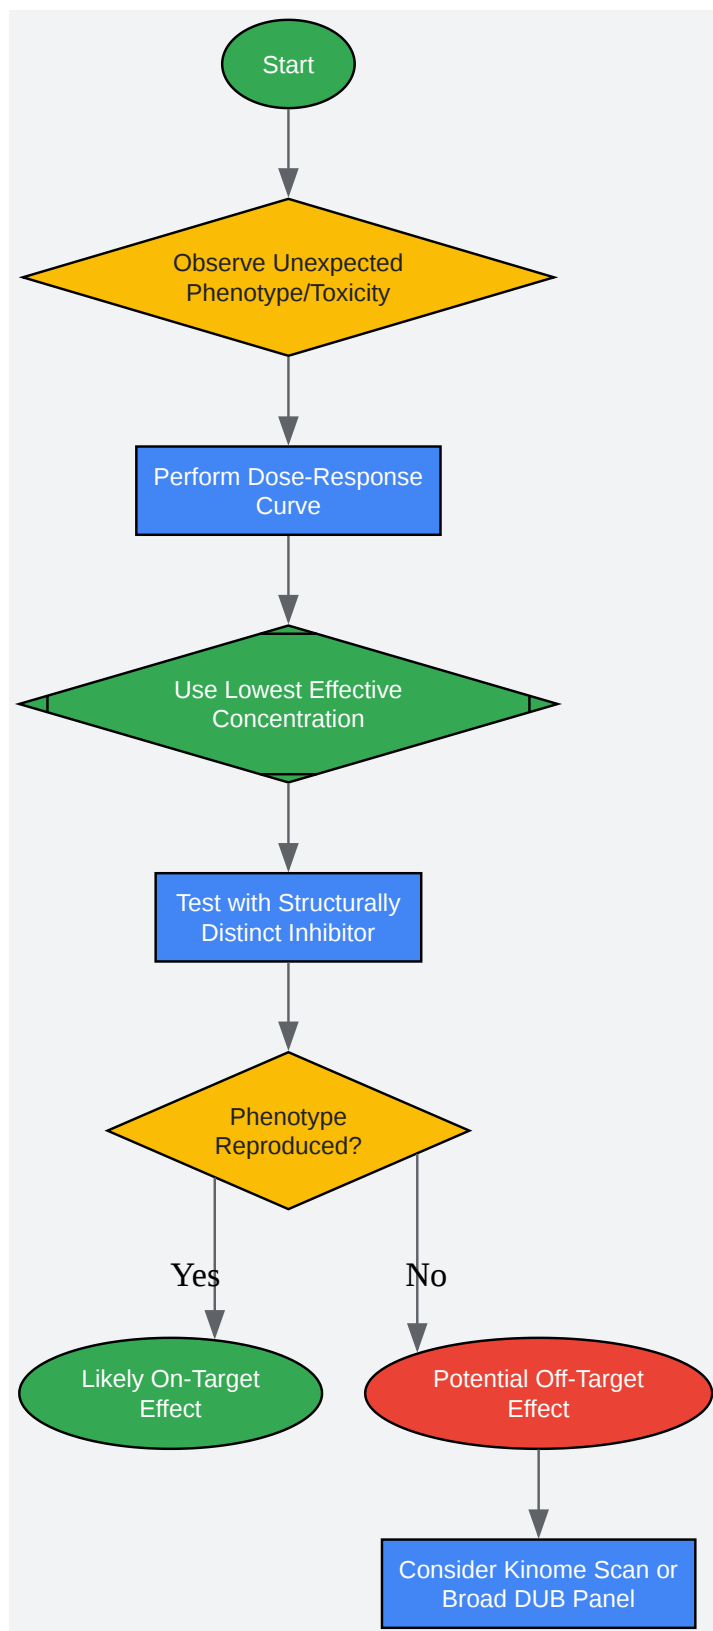 Start
Observe Unexpected
Phenotype/Toxicity
Perform Dose-Response
Curve
Use Lowest Effective
Concentration
Test with Structurally
Distinct Inhibitor
Phenotype
Reproduced?
Yes
No
Likely On-Target
Effect
Potential Off-Target
Effect
Consider Kinome Scan or
Broad DUB Panel